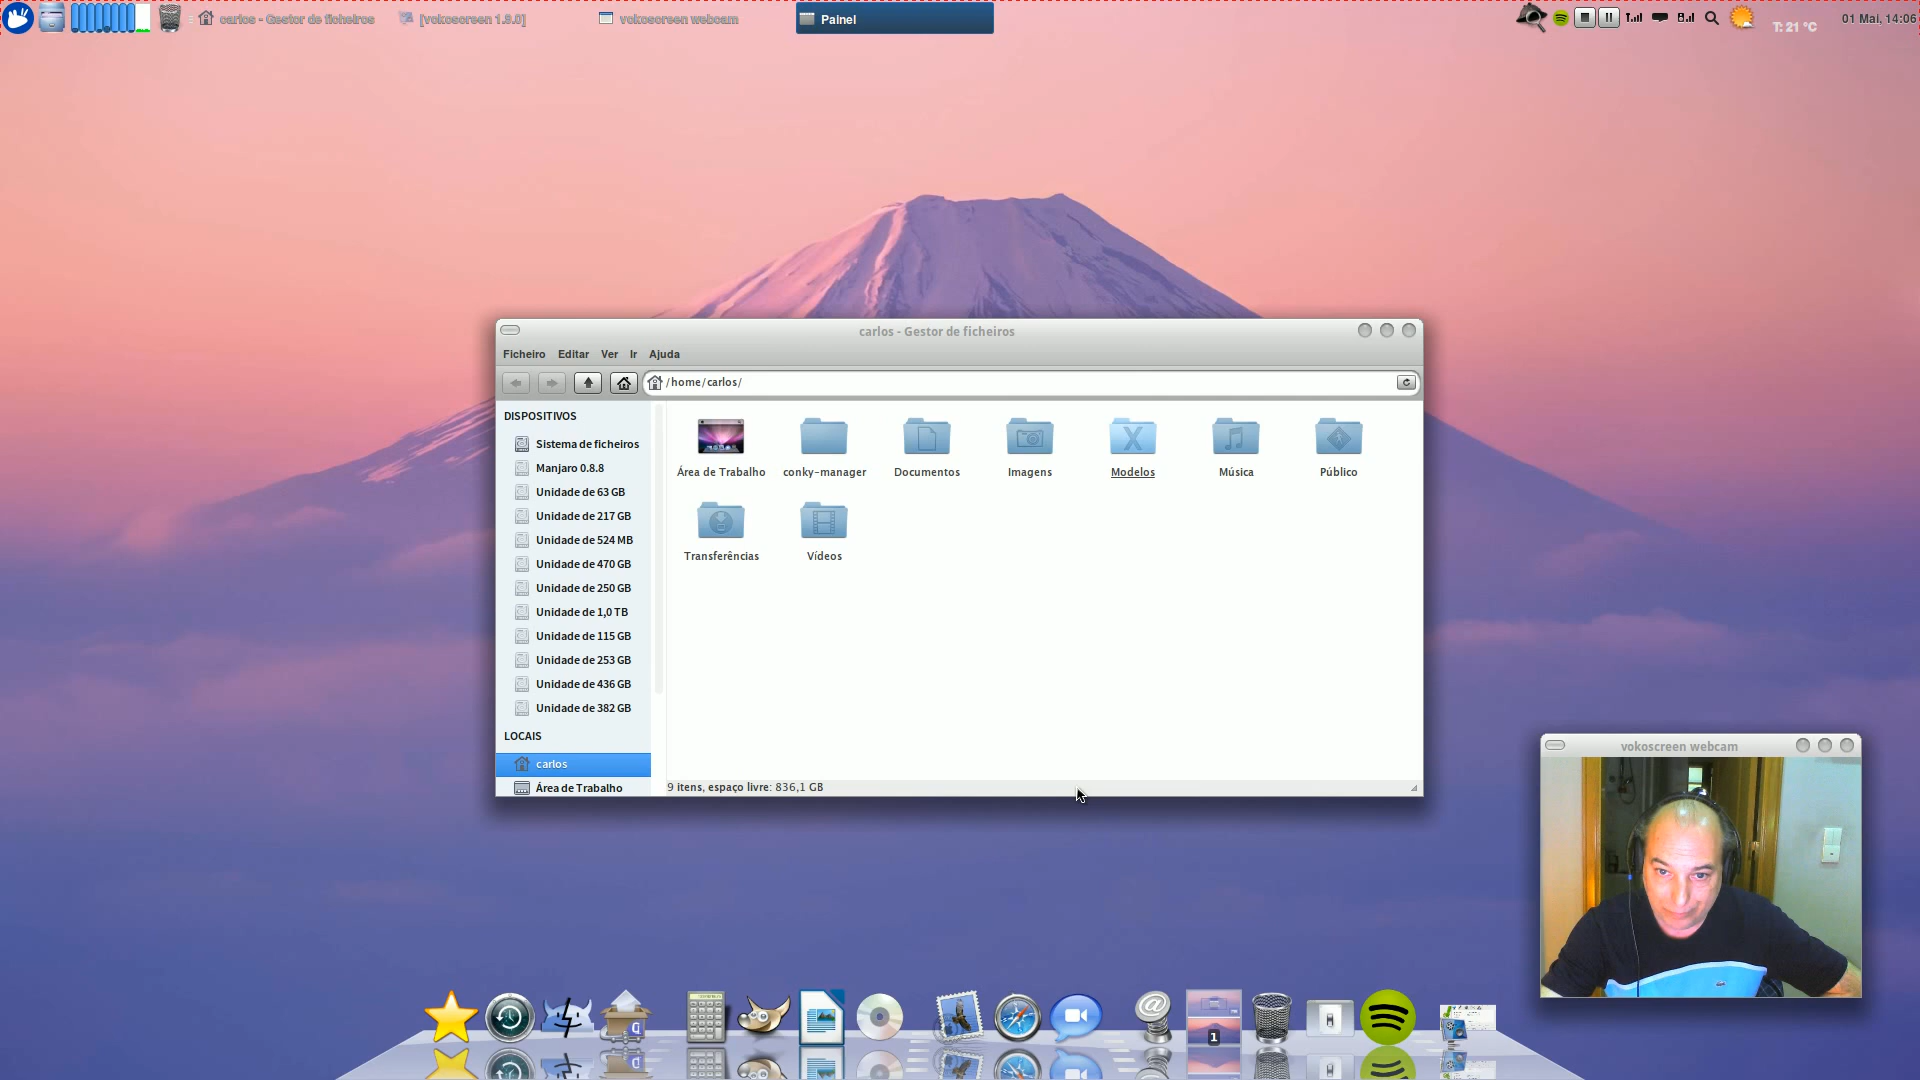 carlos - Gestor de ficheiros
[vokoscreen 1.9.0]
vokoscreen webcam
Painel
T: 21 °C
01 Mai, 14:06
carlos - Gestor de ficheiros
Ficheiro Editar Ver Ir Ajuda
/home/carlos/
DISPOSITIVOS
Sistema de ficheiros
Manjaro 0.8.8
Unidade de 63 GB
Unidade de 217 GB
Unidade de 524 MB
Unidade de 470 GB
Unidade de 250 GB
Unidade de 1,0 TB
Unidade de 115 GB
Unidade de 253 GB
Unidade de 436 GB
Unidade de 382 GB
LOCAIS
carlos
Área de Trabalho
Área de Trabalho
conky-manager
Documentos
Imagens
Modelos
Música
Público
Transferências
Vídeos
9 itens, espaço livre: 836,1 GB
vokoscreen webcam
1